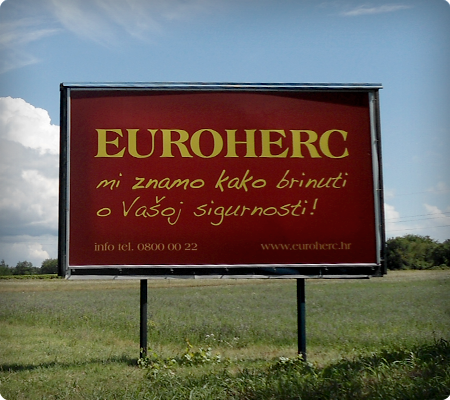 EUROHERC
mi znamo kako brinuti
o Vašoj sigurnosti!
info tel. 0800 00 22 www.euroherc.hr